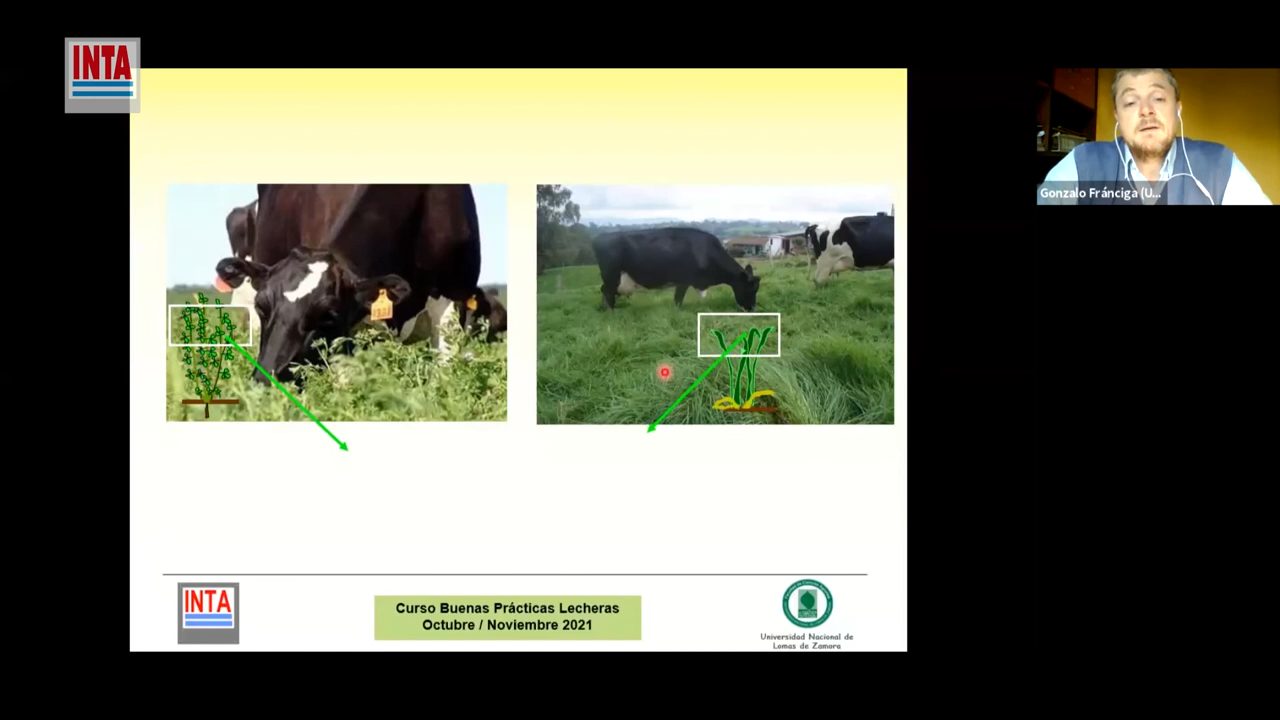 INTA
Gonzalo Fránciga (U...
INTA
Curso Buenas Prácticas Lecheras
Octubre / Noviembre 2021
Universidad Nacional de
Lomas de Zamora